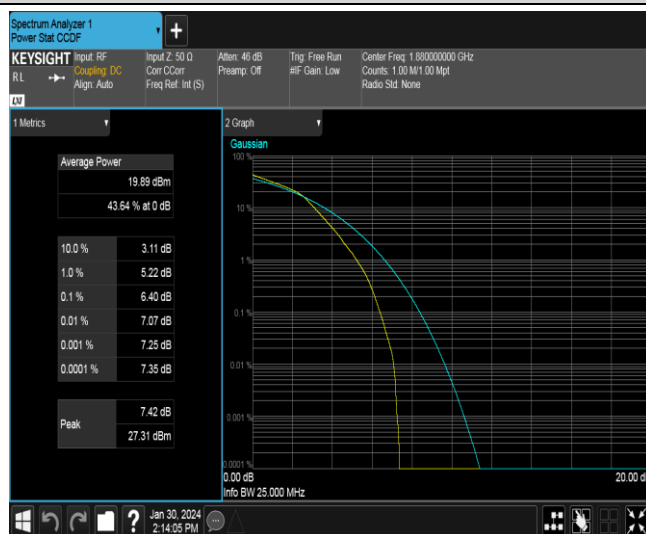 Spectrum Analyzer 1
Power Stat CCDF
KEYSIGHT
RL
LXI
Input: RF
Coupling: DC
Align: Auto
Input Z: 50 Ω
Corr CCorr
Freq Ref: Int (S)
Atten: 46 dB
Preamp: Off
Trig: Free Run
#IF Gain: Low
Center Freq: 1.880000000 GHz
Counts: 1.00 M/1.00 Mpt
Radio Std: None
1 Metrics
Average Power
19.89 dBm
43.64 % at 0 dB
10.0 % 3.11 dB
1.0 % 5.22 dB
0.1 % 6.40 dB
0.01 % 7.07 dB
0.001 % 7.25 dB
0.0001 % 7.35 dB
Peak
7.42 dB
27.31 dBm
2 Graph
Gaussian
100 %
10 %
1 %
0.1 %
0.01 %
0.001 %
0.0001 %
0.00 dB
20.00 d
Info BW 25.000 MHz
?
Jan 30, 2024
2:14:05 PM